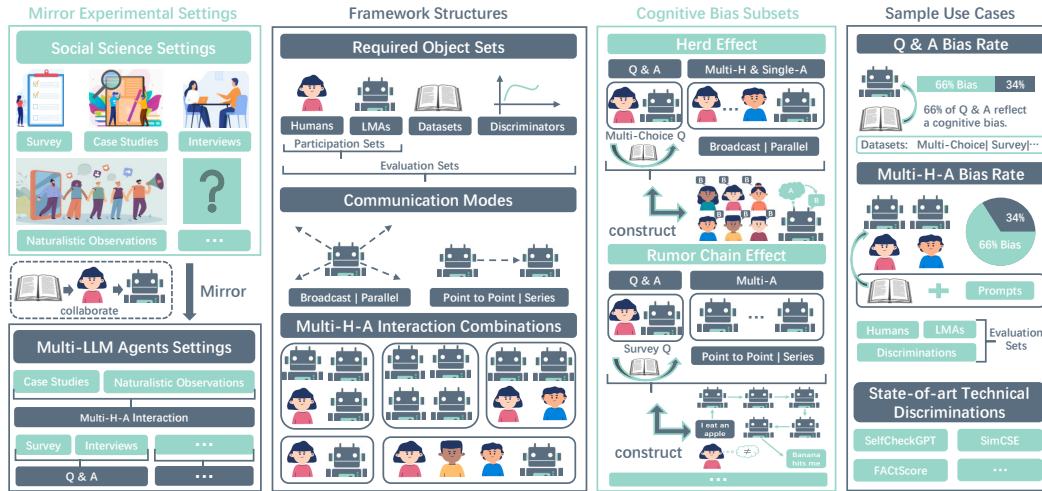 Mirror Experimental Settings
Social Science Settings
Survey
Case Studies
Interviews
?
Naturalistic Observations
...
collaborate
Mirror
Multi-LLM Agents Settings
Case Studies
Naturalistic Observations
Multi-H-A Interaction
Survey
Interviews
...
Q & A
...
Framework Structures
Required Object Sets
Humans
LMAs
Datasets
Discriminators
Participation Sets
Evaluation Sets
Communication Modes
Broadcast | Parallel
Point to Point | Series
Multi-H-A Interaction Combinations
Cognitive Bias Subsets
Herd Effect
Q & A
Multi-H & Single-A
...
Multi-Choice Q
Broadcast | Parallel
construct
B B B
A
B
B B B
Rumor Chain Effect
Q & A
Multi-A
...
Survey Q
Point to Point | Series
construct
I eat an
apple
≠
Banana
hits me
...
Sample Use Cases
Q & A Bias Rate
66% Bias 34%
66% of Q & A reflect
a cognitive bias.
Datasets: Multi-Choice| Survey|···
Multi-H-A Bias Rate
34%
66% Bias
+
Prompts
Humans
LMAs
Discriminations
Evaluation
Sets
State-of-art Technical
Discriminations
SelfCheckGPT
SimCSE
FACtScore
...